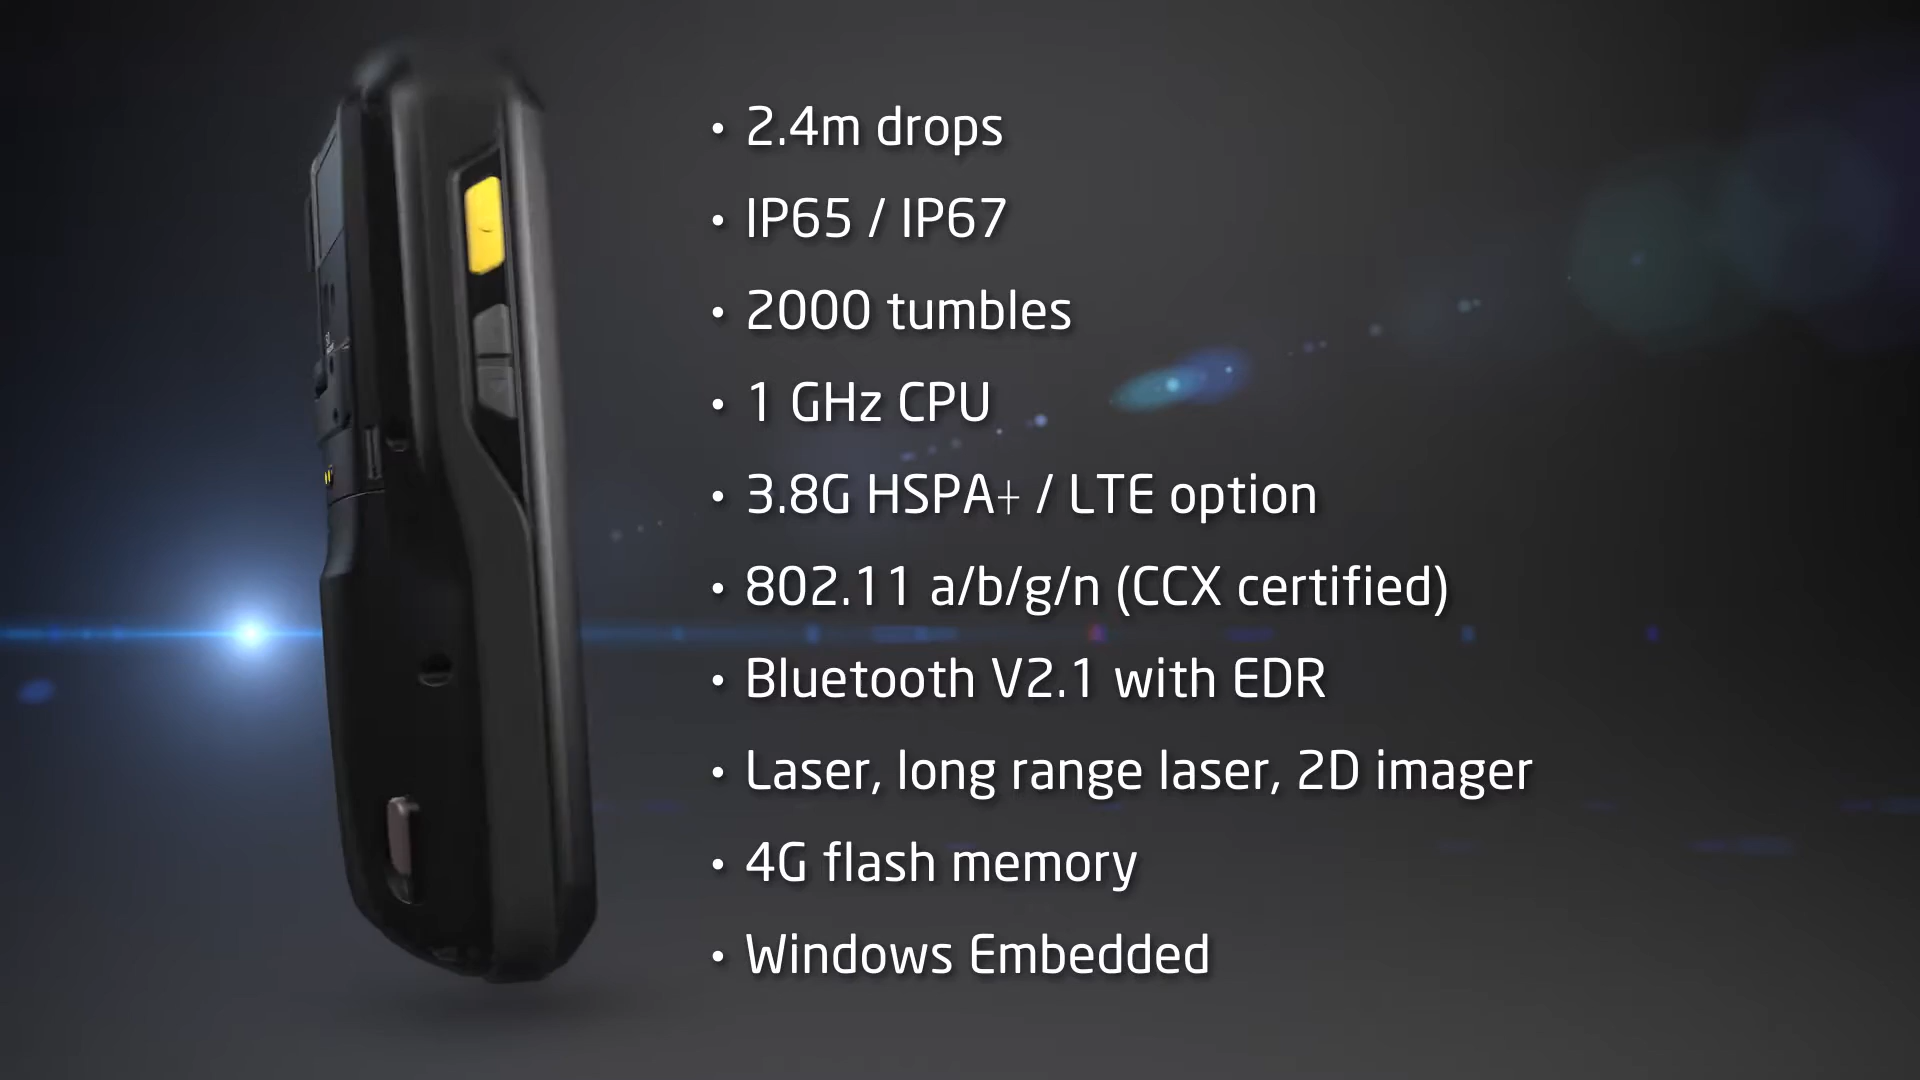 • 2.4m drops
• IP65 / IP67
• 2000 tumbles
• 1 GHz CPU
• 3.8G HSPA+ / LTE option
• 802.11 a/b/g/n (CCX certified)
• Bluetooth V2.1 with EDR
• Laser, long range laser, 2D imager
• 4G flash memory
• Windows Embedded